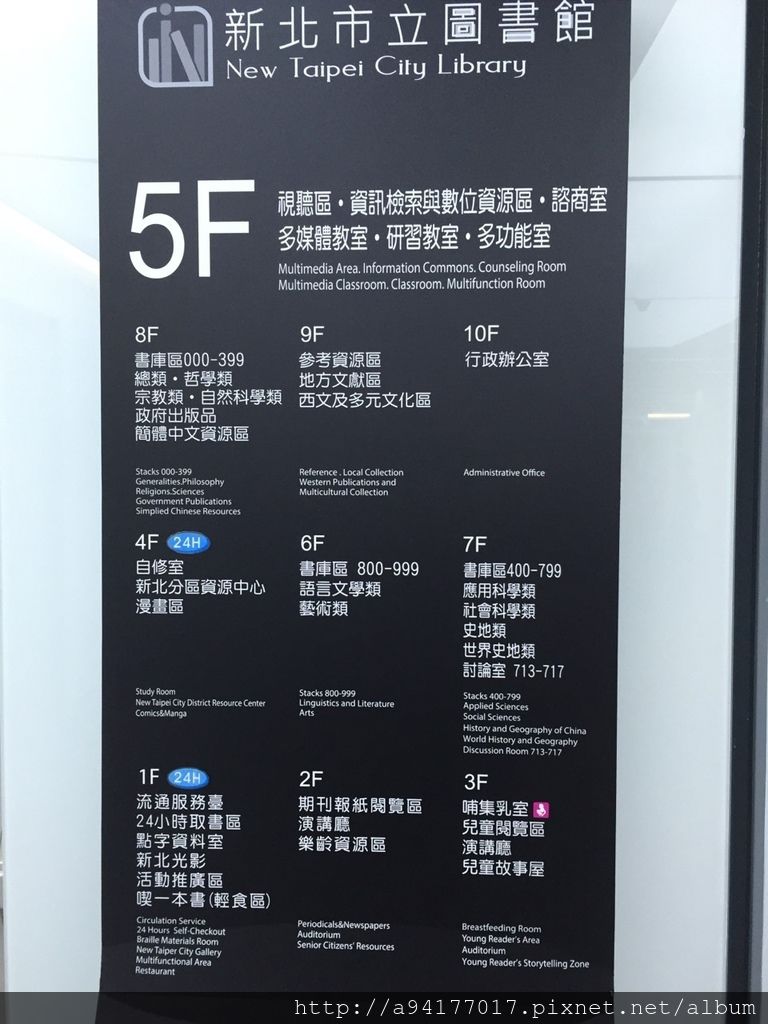 新北市立圖書館
New Taipei City Library
5F
視聽區・資訊檢索與數位資源區・諮商室
多媒體教室・研習教室・多功能室
Multimedia Area. Information Commons. Counseling Room
Multimedia Classroom. Classroom. Multifunction Room
8F
書庫區000-399
總類・哲學類
宗教類・自然科學類
政府出版品
簡體中文資源區
Stacks 000-399
Generalities.Philosophy
Religions.Sciences
Government Publications
Simplied Chinese Resources
9F
參考資源區
地方文獻區
西文及多元文化區
Reference . Local Collection
Western Publications and
Multicultural Collection
10F
行政辦公室
Administrative Office
4F 24H
自修室
新北分區資源中心
漫畫區
Study Room
New Taipei City District Resource Center
Comics&Manga
6F
書庫區 800-999
語言文學類
藝術類
Stacks 800-999
Linguistics and Literature
Arts
7F
書庫區400-799
應用科學類
社會科學類
史地類
世界史地類
討論室 713-717
Stacks 400-799
Applied Sciences
Social Sciences
History and Geography of China
World History and Geography
Discussion Room 713-717
1F 24H
流通服務臺
24小時取書區
點字資料室
新北光影
活動推廣區
喫一本書(輕食區)
Circulation Service
24 Hours Self-Checkout
Braille Materials Room
New Taiper City Gallery
Multifunctional Area
Restaurant
2F
期刊報紙閱覽區
演講廳
樂齡資源區
Periodicals&Newspapers
Auditorium
Senior Citizens' Resources
3F
哺集乳室
兒童閱覽區
演講廳
兒童故事屋
Breastfeeding Room
Young Reader's Area
Auditorium
Young Reader's Storytelling Zone
http://a94177017.pixnet.net/album